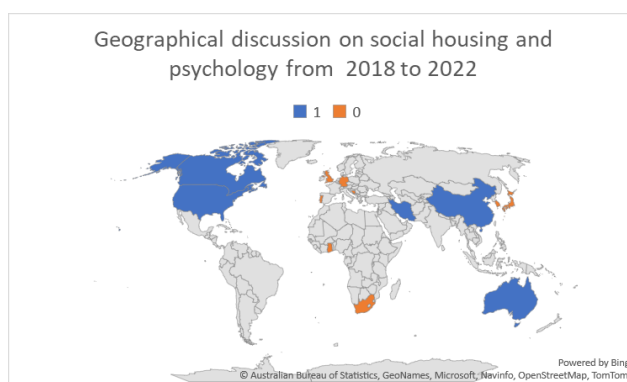 Geographical discussion on social housing and
psychology from 2018 to 2022
1 0
Powered by Bing
© Australian Bureau of Statistics, GeoNames, Microsoft, Navinfo, OpenStreetMap, TomTom